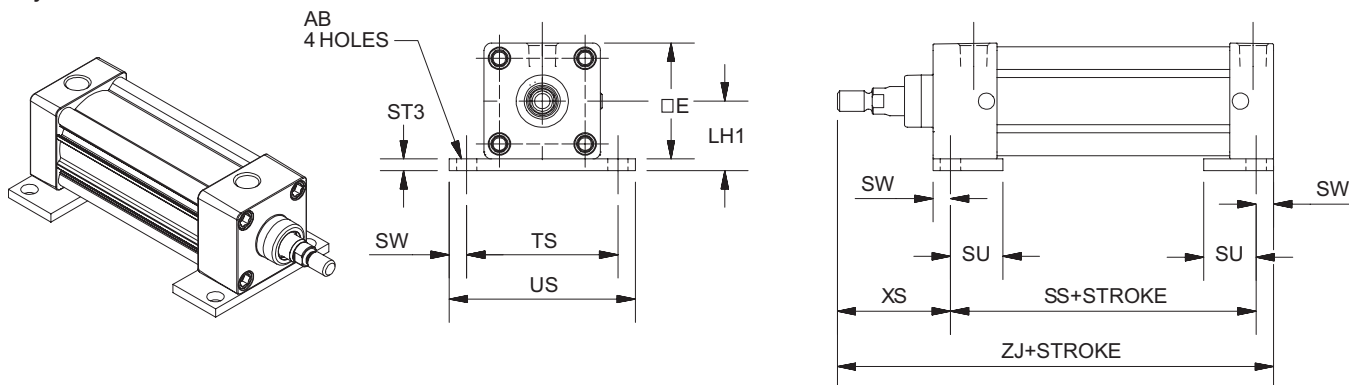 AB
4 HOLES
ST3
□E
LH1
SW
TS
US
SW
SW
SU
SU
XS
SS+STROKE
ZJ+STROKE